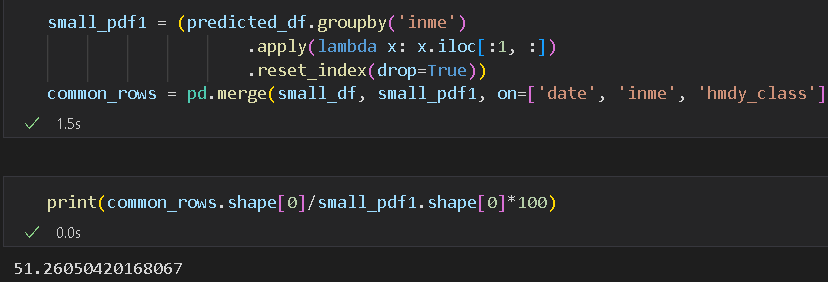 small_pdf1 = (predicted_df.groupby('inme')
.apply(lambda x: x.iloc[:1, :])
.reset_index(drop=True))
common_rows = pd.merge(small_df, small_pdf1, on=['date', 'inme', 'hmdy_class']
1.5s
print(common_rows.shape[0]/small_pdf1.shape[0]*100)
0.0s
51.26050420168067